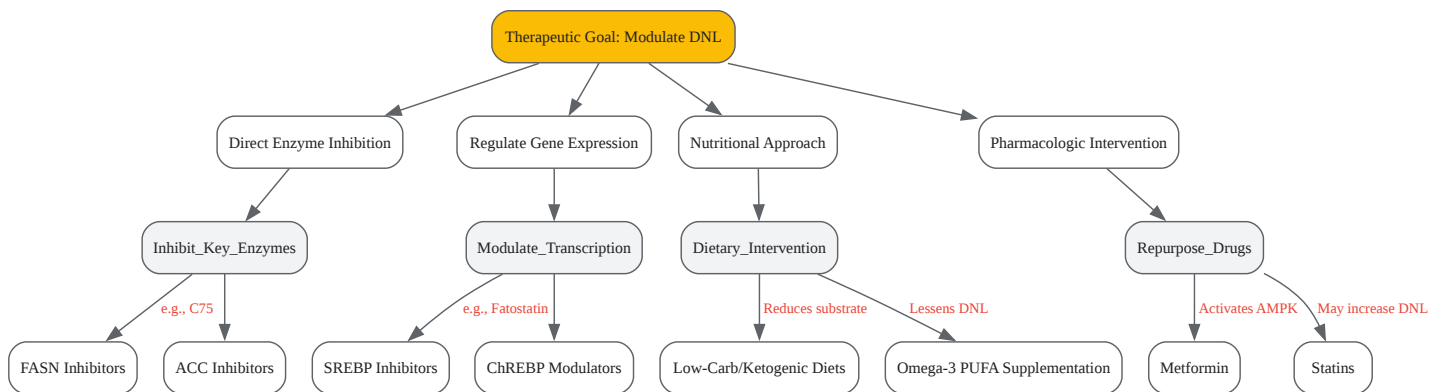 Therapeutic Goal: Modulate DNL
Direct Enzyme Inhibition
Regulate Gene Expression
Nutritional Approach
Pharmacologic Intervention
Inhibit_Key_Enzymes
Modulate_Transcription
Dietary_Intervention
Repurpose_Drugs
e.g., C75
e.g., Fatostatin
Reduces substrate
Lessens DNL
Activates AMPK
May increase DNL
FASN Inhibitors
ACC Inhibitors
SREBP Inhibitors
ChREBP Modulators
Low-Carb/Ketogenic Diets
Omega-3 PUFA Supplementation
Metformin
Statins